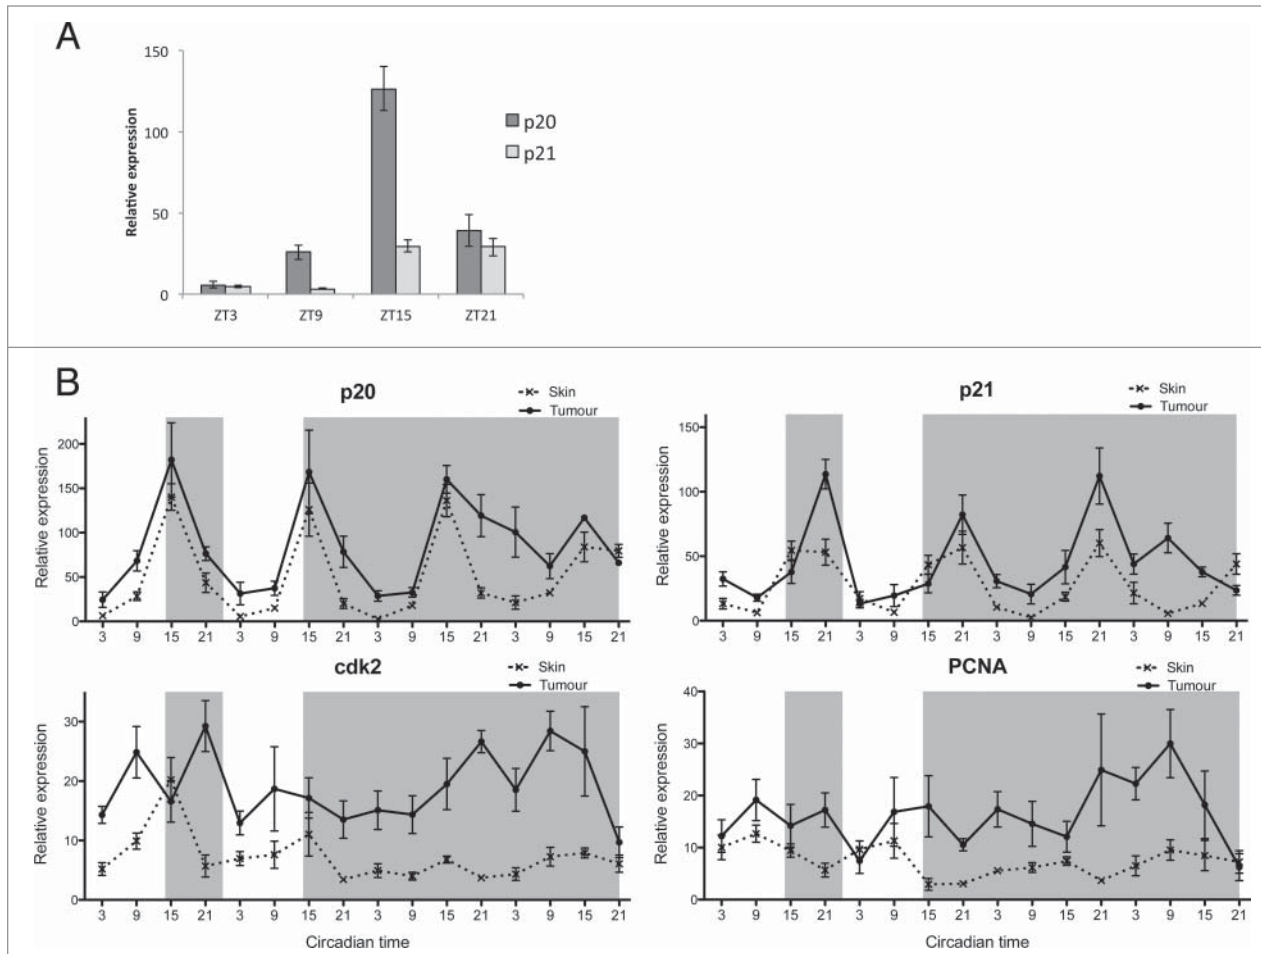 A
150
100
50
0
Relative expression
ZT3 ZT9 ZT15 ZT21
p20
p21
B
p20
Skin
Tumour
Relative expression
200
150
100
50
0
3 9 15 21 3 9 15 21 3 9 15 21 3 9 15 21
p21
Skin
Tumour
Relative expression
150
100
50
0
3 9 15 21 3 9 15 21 3 9 15 21 3 9 15 21
cdk2
Skin
Tumour
Relative expression
30
20
10
0
3 9 15 21 3 9 15 21 3 9 15 21 3 9 15 21
Circadian time
PCNA
Skin
Tumour
Relative expression
40
30
20
10
0
3 9 15 21 3 9 15 21 3 9 15 21 3 9 15 21
Circadian time